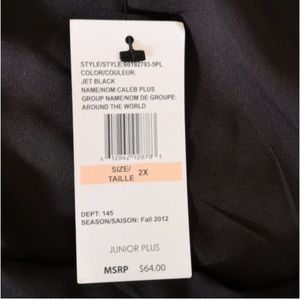 STYLE/STYLE:60192793-5PL
COLOR/COULEUR:
JET BLACK
NAME/NOM:CALEB PLUS
GROUP NAME/NOM DE GROUPE:
AROUND THE WORLD
SIZE/
TAILLE 2X
DEPT: 145
SEASON/SAISON: Fall 2012
JUNIOR PLUS
MSRP $64.00